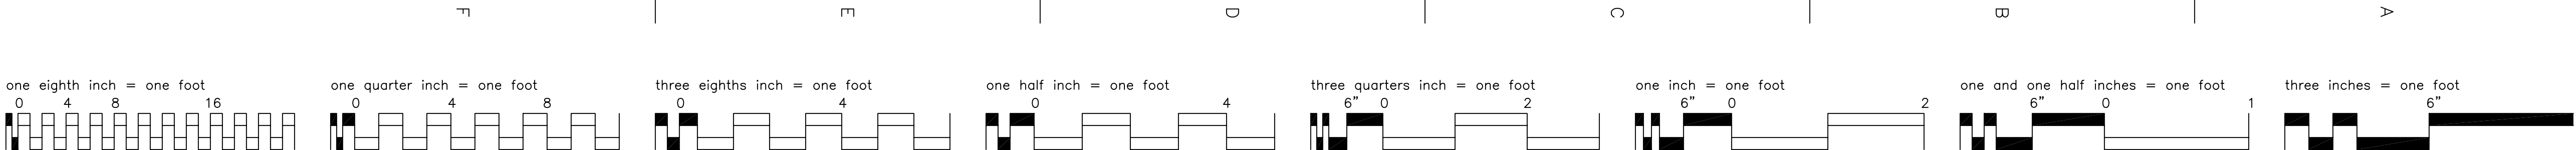 F E D C B A
one eighth inch = one foot
0 4 8 16
one quarter inch = one foot
0 4 8
three eighths inch = one foot
0 4
one half inch = one foot
0 4
three quarters inch = one foot
6" 0 2
one inch = one foot
6" 0 2
one and one half inches = one foot
6" 0 1
three inches = one foot
6"